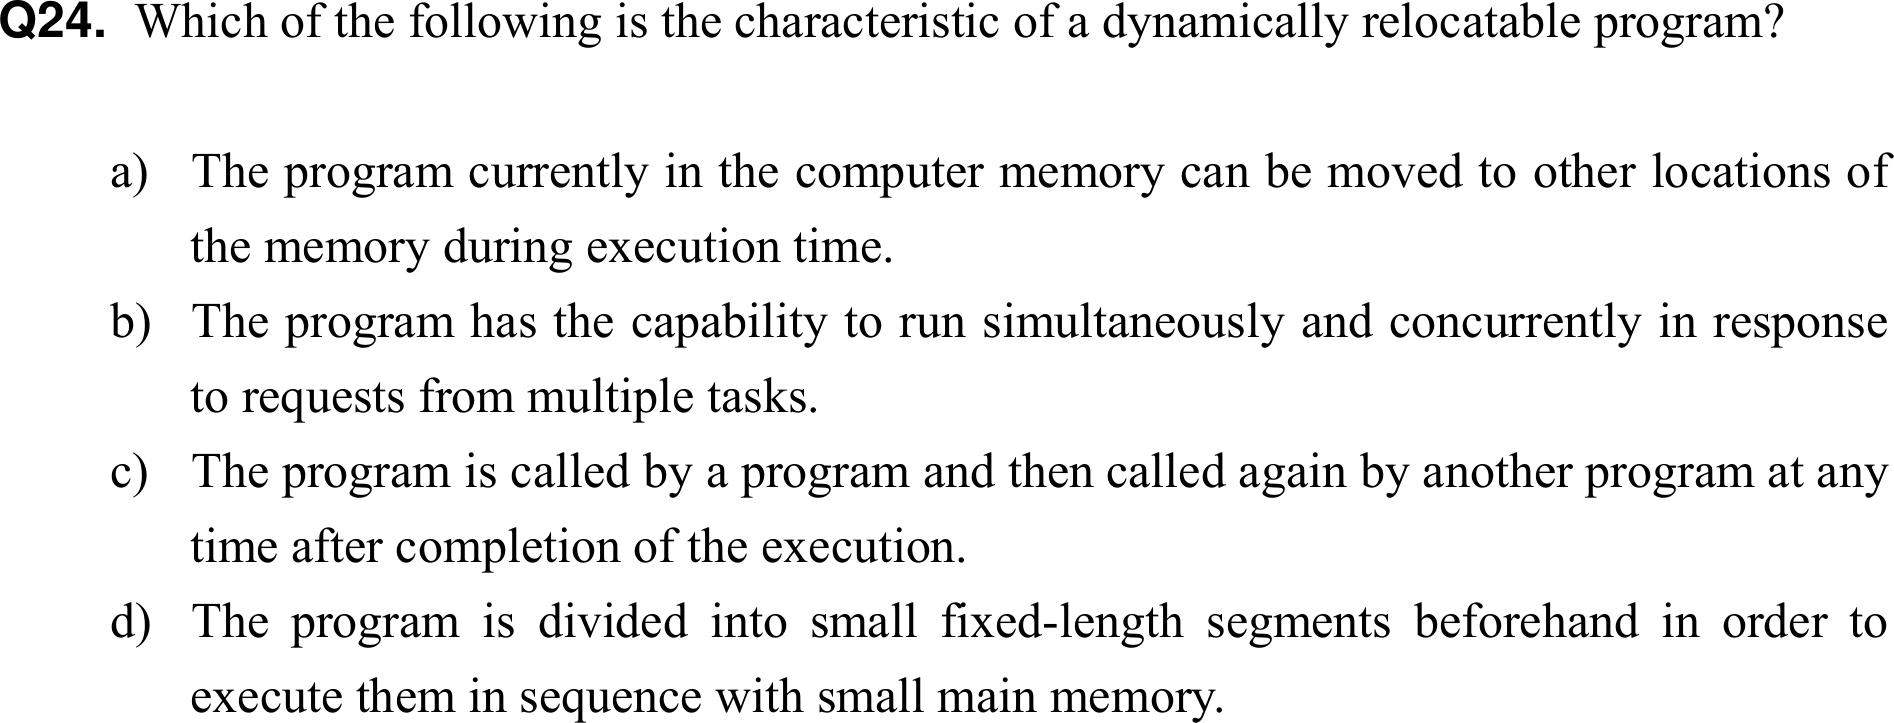 Q24. Which of the following is the characteristic of a dynamically relocatable program?
a) The program currently in the computer memory can be moved to other locations of
the memory during execution time.
b) The program has the capability to run simultaneously and concurrently in response
to requests from multiple tasks.
c) The program is called by a program and then called again by another program at any
time after completion of the execution.
d) The program is divided into small fixed-length segments beforehand in order to
execute them in sequence with small main memory.